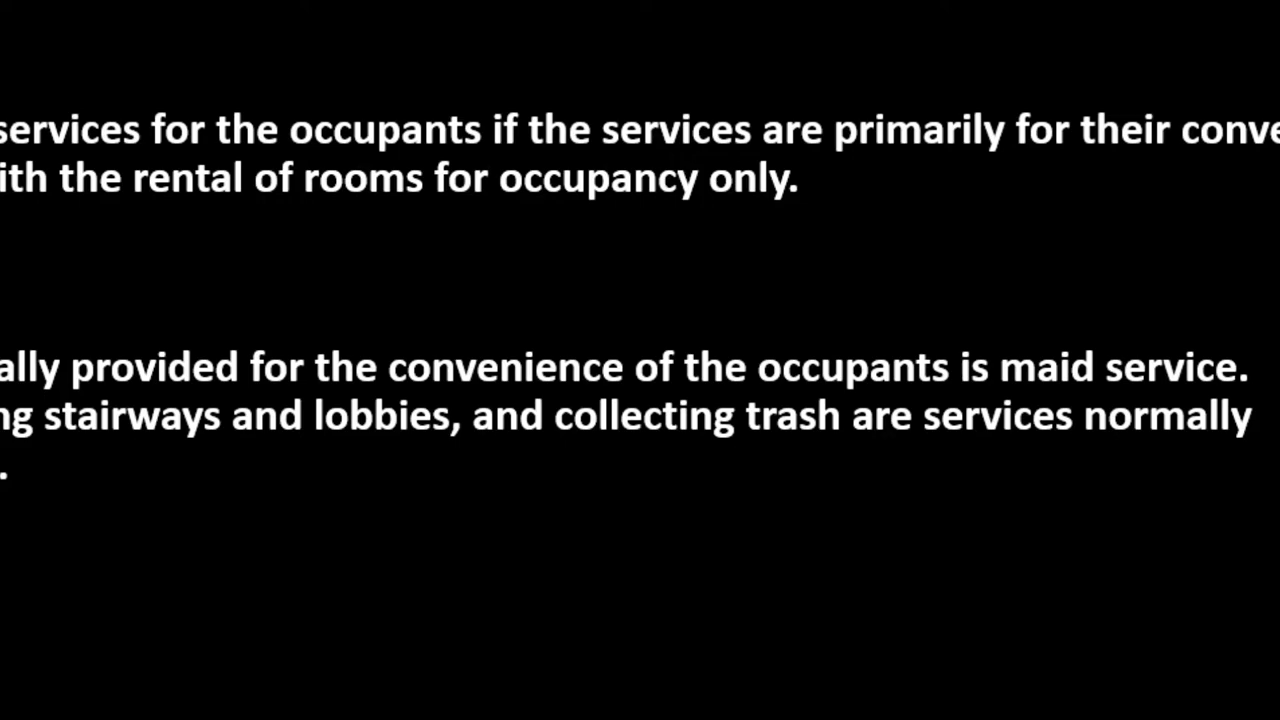 services for the occupants if the services are primarily for their conve
ith the rental of rooms for occupancy only.
ally provided for the convenience of the occupants is maid service.
ng stairways and lobbies, and collecting trash are services normally
.